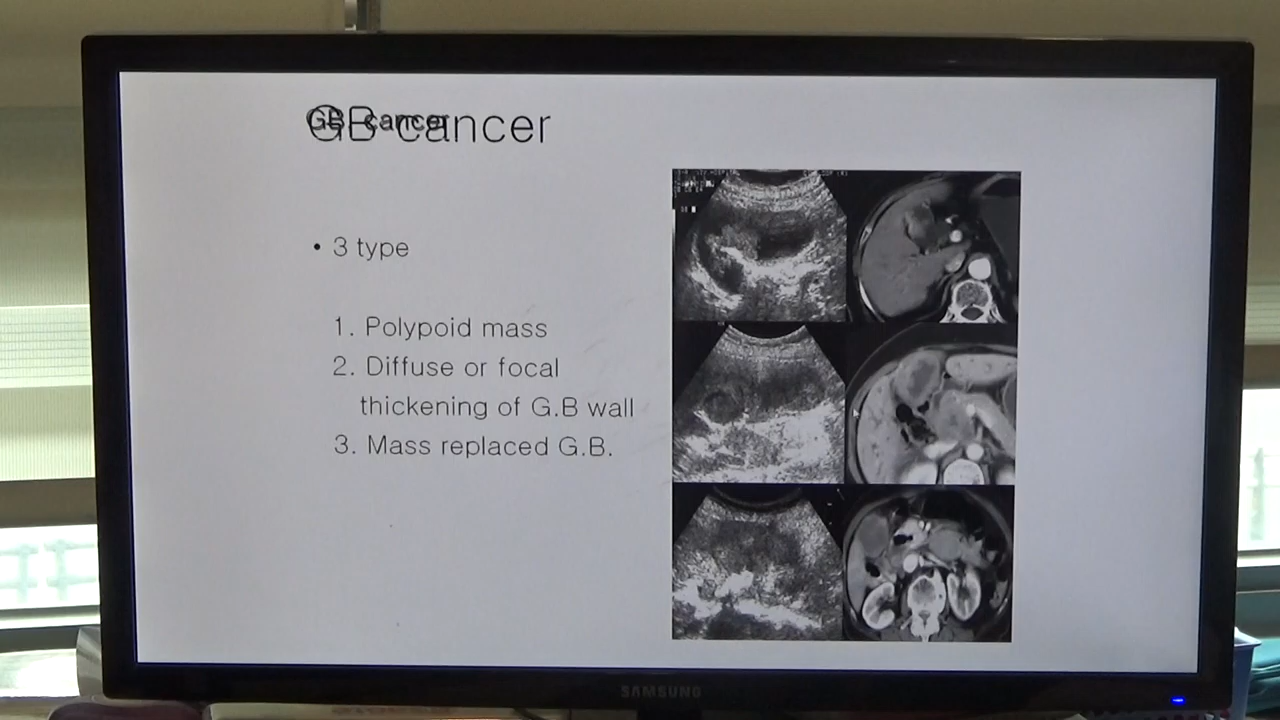 GB cancer
GB cancer
• 3 type
1. Polypoid mass
2. Diffuse or focal
thickening of G.B wall
3. Mass replaced G.B.
SAMSUNG